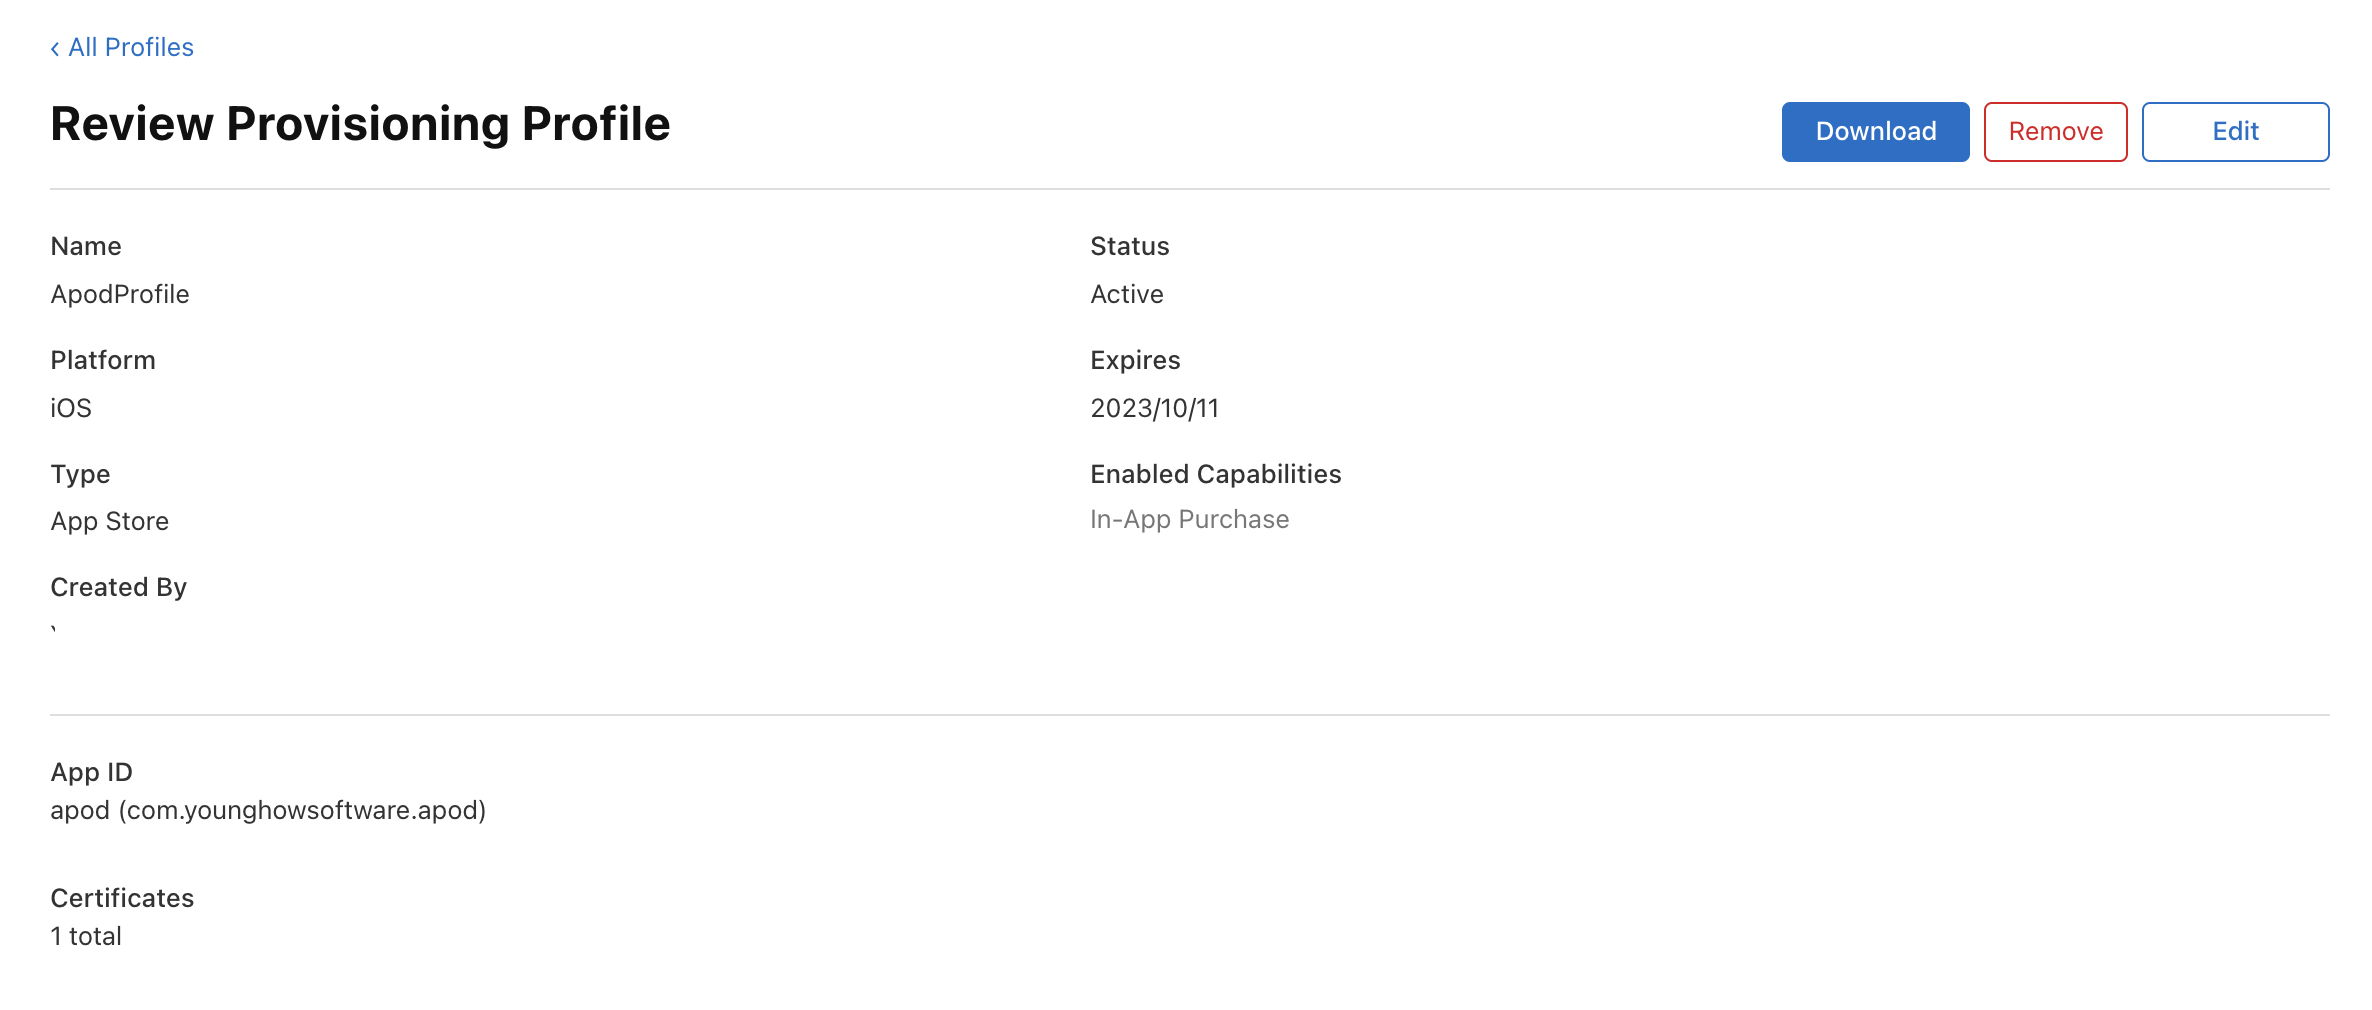 ‹ All Profiles
Review Provisioning Profile
Download
Remove
Edit
Name
ApodProfile
Status
Active
Platform
iOS
Expires
2023/10/11
Type
App Store
Enabled Capabilities
In-App Purchase
Created By
App ID
apod (com.younghowsoftware.apod)
Certificates
1 total